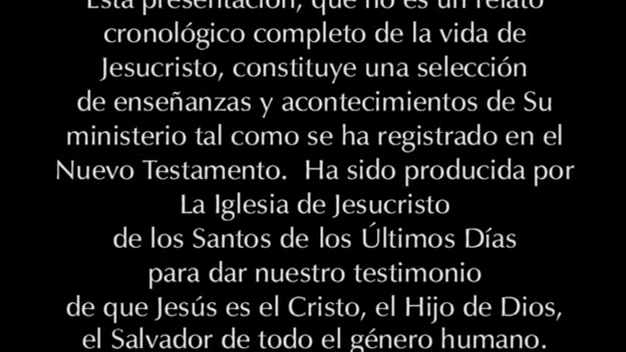 Esta presentación, que no es un relato
cronológico completo de la vida de
Jesucristo, constituye una selección
de enseñanzas y acontecimientos de Su
ministerio tal como se ha registrado en el
Nuevo Testamento. Ha sido producida por
La Iglesia de Jesucristo
de los Santos de los Últimos Días
para dar nuestro testimonio
de que Jesús es el Cristo, el Hijo de Dios,
el Salvador de todo el género humano.